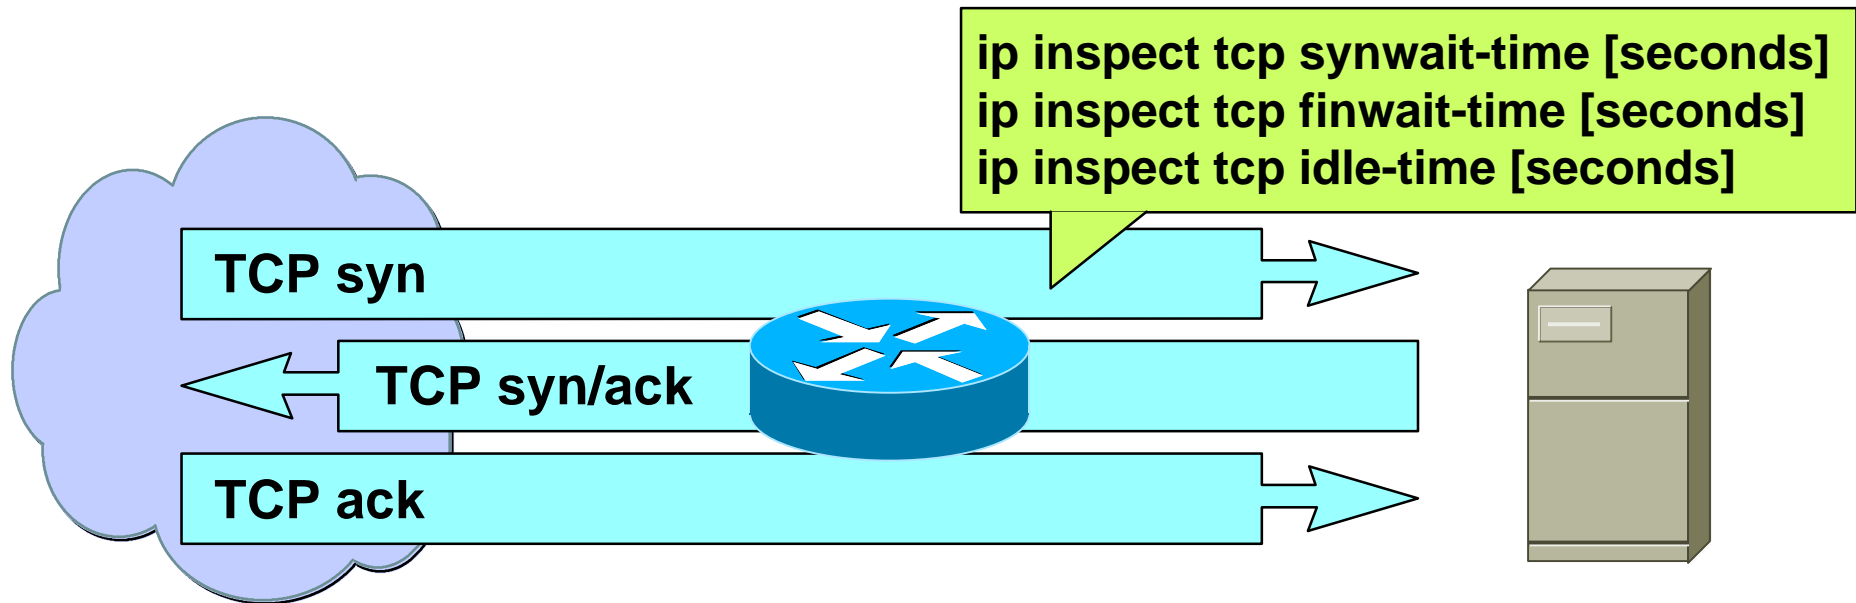 ip inspect tcp synwait-time [seconds]
ip inspect tcp finwait-time [seconds]
ip inspect tcp idle-time [seconds]
TCP syn
TCP syn/ack
TCP ack